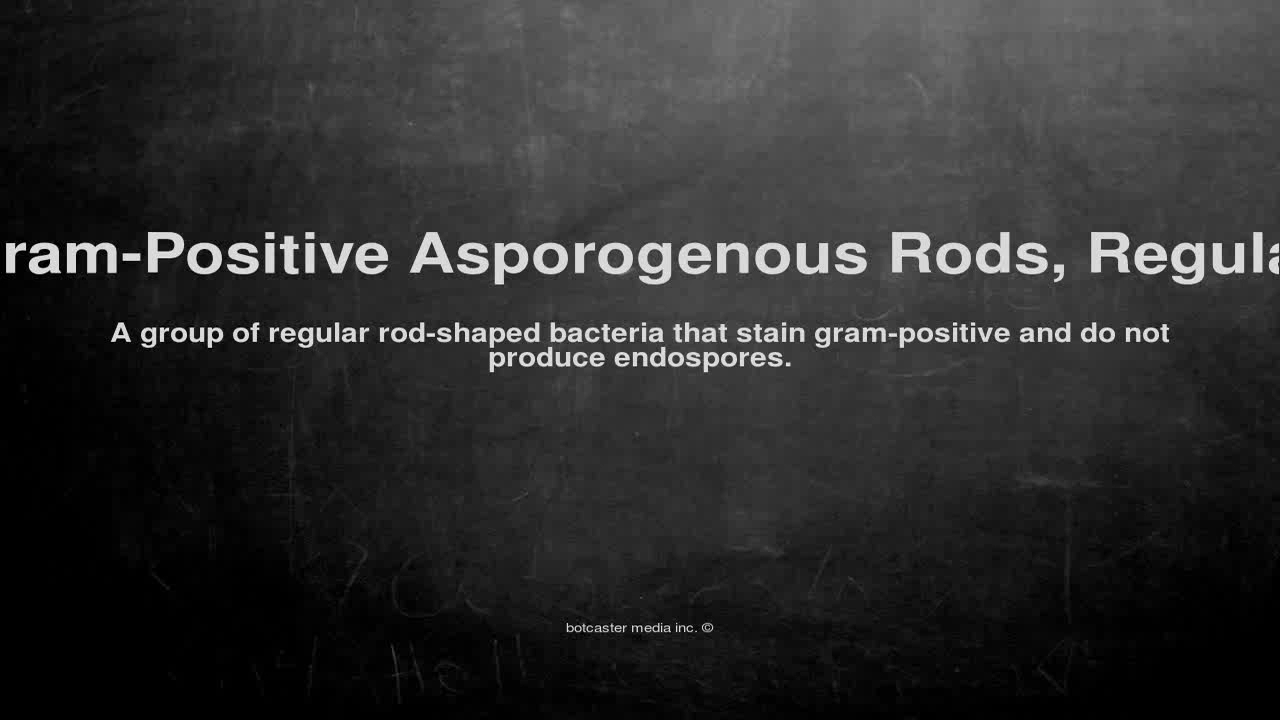 ram-Positive Asporogenous Rods, Regula
A group of regular rod-shaped bacteria that stain gram-positive and do not
produce endospores.
botcaster media inc. ©